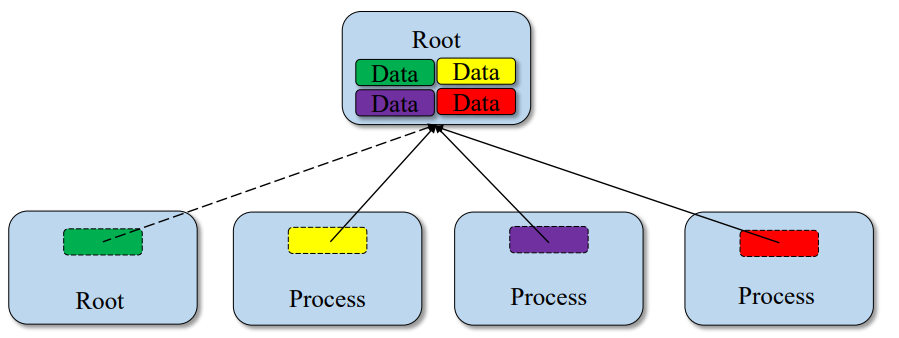 Root
Data Data
Data Data
Root
Process
Process
Process